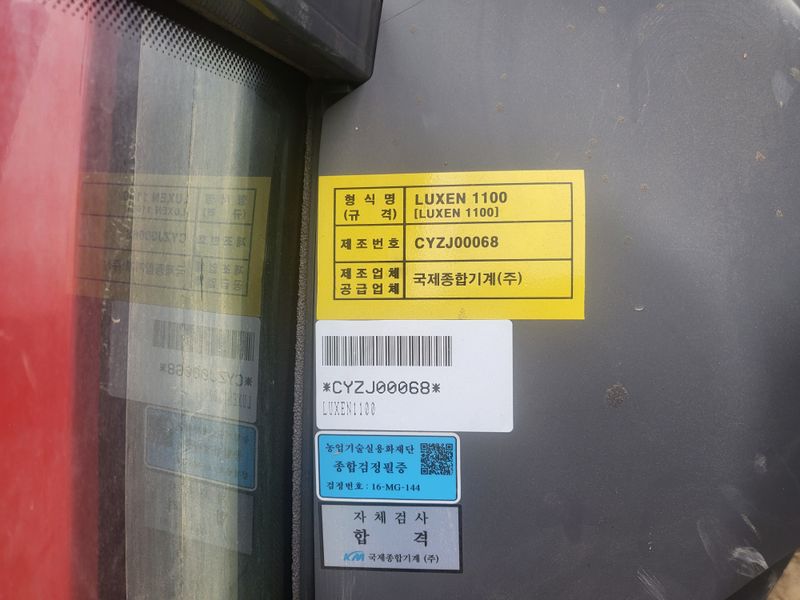 형식명 LUXEN 1100
(규 격) [LUXEN 1100]
제조번호 CYZJ00068
제조업체 국제종합기계(주)
공급업체
*CYZJ00068*
LUXEN1100
농업기술실용화재단
종합검정필증
검정번호 : 16-MG-144
자체검사
합 격
KM 국제종합기계 (주)